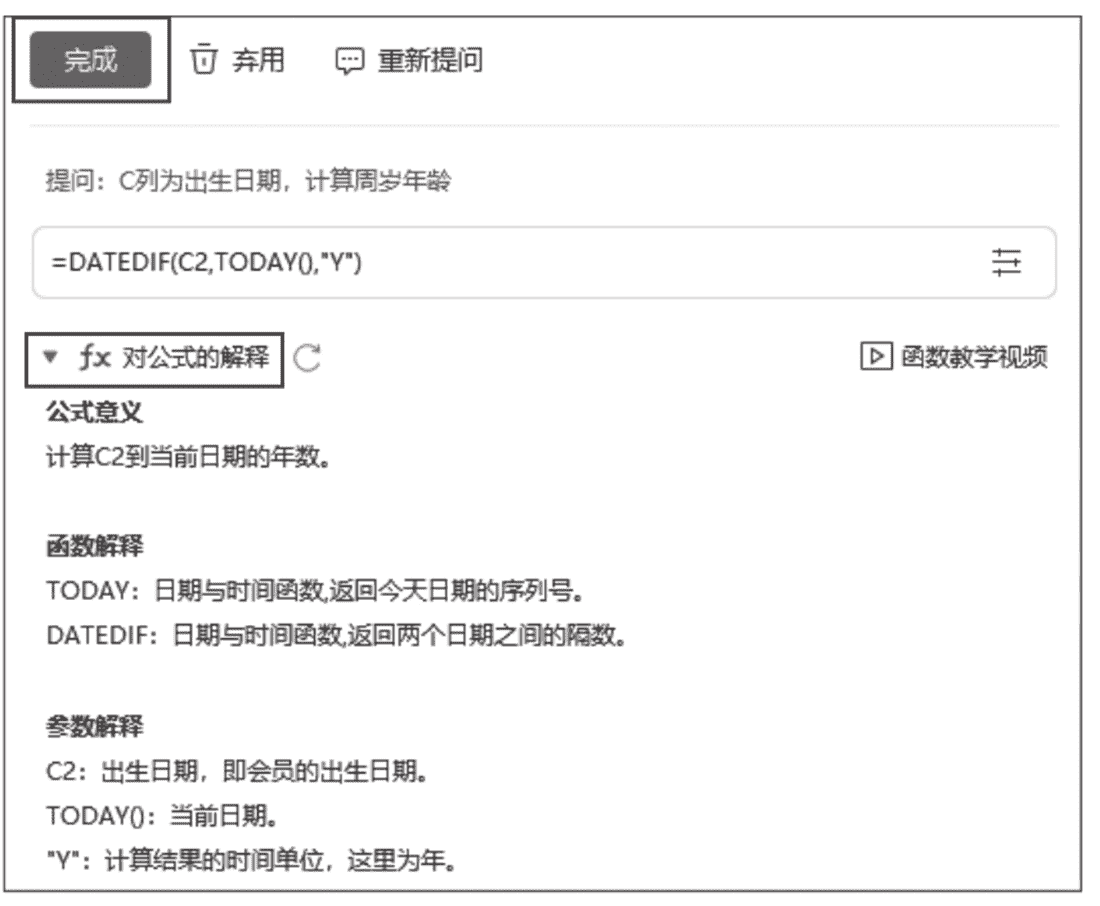 完成 弃用 重新提问
提问：C列为出生日期，计算周岁年龄
=DATEDIF(C2,TODAY(),"Y")
fx 对公式的解释 函数教学视频
公式意义
计算C2到当前日期的年数。
函数解释
TODAY：日期与时间函数,返回今天日期的序列号。
DATEDIF：日期与时间函数,返回两个日期之间的隔数。
参数解释
C2：出生日期，即会员的出生日期。
TODAY()：当前日期。
"Y"：计算结果的时间单位，这里为年。